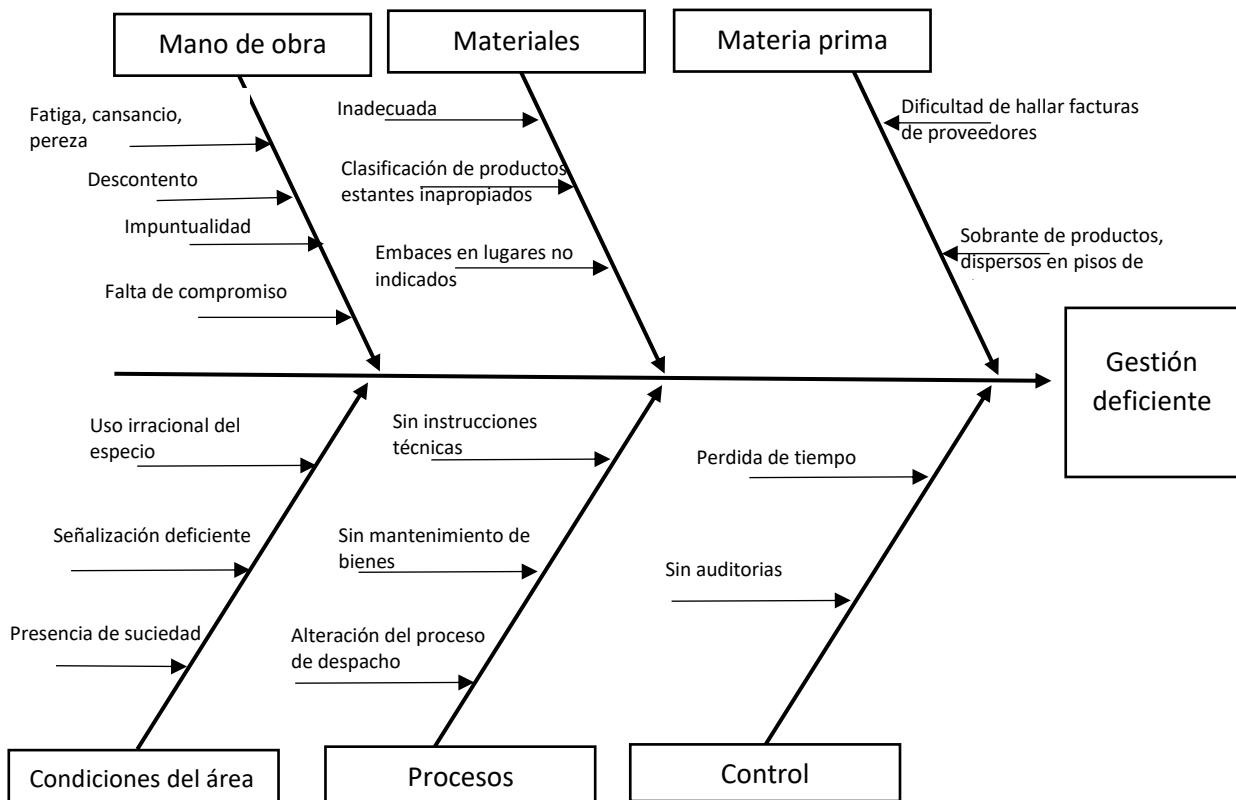 Mano de obra
Materiales
Materia prima
Fatiga, cansancio,
pereza
Descontento
Impuntualidad
Falta de compromiso
Inadecuada
Clasificación de productos
estantes inapropiados
Embaces en lugares no
indicados
Dificultad de hallar facturas
de proveedores
Sobrante de productos,
dispersos en pisos de
Gestión
deficiente
Uso irracional del
especio
Señalización deficiente
Presencia de suciedad
Sin instrucciones
técnicas
Sin mantenimiento de
bienes
Alteración del proceso
de despacho
Perdida de tiempo
Sin auditorias
Condiciones del área
Procesos
Control